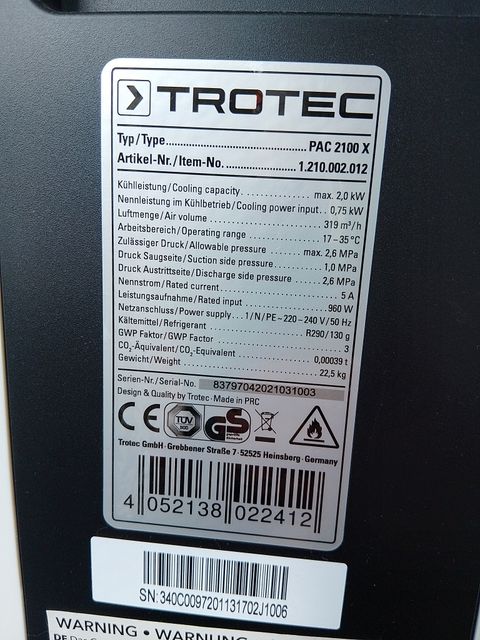 TROTEC
Typ/Type.......................................... PAC 2100 X
Artikel-Nr./Item-No. ..................... 1.210.002.012
Kühlleistung/Cooling capacity. . . . . . . . . . . . . . max. 2,0 kW
Nennleistung im Kühlbetrieb/Cooling power input. . 0,75 kW
Luftmenge/Air volume . . . . . . . . . . . . . . . . . . . . . . 319 m³/h
Arbeitsbereich/Operating range . . . . . . . . . . . . . . 17–35°C
Zulässiger Druck/Allowable pressure . . . . . . . max. 2,6 MPa
Druck Saugseite/Suction side pressure. . . . . . . . . . 1,0 MPa
Druck Austrittseite/Discharge side pressure . . . . . . 2,6 MPa
Nennstrom/Rated current. . . . . . . . . . . . . . . . . . . . . . . 5 A
Leistungsaufnahme/Rated input . . . . . . . . . . . . . . . 960 W
Netzanschluss/Power supply. . . 1/N/PE~220-240 V/50 Hz
Kältemittel/Refrigerant . . . . . . . . . . . . . . . . . . R290/130 g
GWP Faktor/GWP Factor . . . . . . . . . . . . . . . . . . . . . . . . 3
CO₂-Äquivalent/CO₂-Equivalent . . . . . . . . . . . . . 0,00039 t
Gewicht/Weight . . . . . . . . . . . . . . . . . . . . . . . . . 22,5 kg
Serien-Nr./Serial-No. 83797042021031003
Design & Quality by Trotec · Made in PRC
CE TÜV SUD GS
Trotec GmbH · Grebbener Straße 7 · 52525 Heinsberg · Germany
4 052138 022412
SN:340C0097201131702J1006
WARNING • WARNUNG